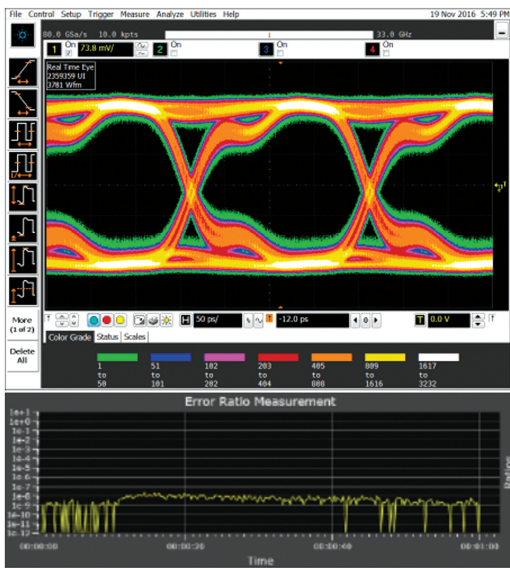 File Control Setup Trigger Measure Analyze Utilities Help 19 Nov 2016 5:49 PM
80.0 GSa/s 10.0 kpts 33.0 GHz
1 On 73.8 mV/ 2 On 3 On 4 On
Real Time Eye
2359359 UI
3781 Wfm
More
(1 of 2)
Delete
All
H 50 ps/ -12.0 ps T 0.0 V
Color Grade Status Scales
1 51 102 203 405 809 1617
to to to to to to to
50 101 202 404 808 1616 3232
Error Ratio Measurement
1e+1
1e+0
1e-1
1e-2
1e-3
1e-4
1e-5
1e-6
1e-7
1e-8
1e-9
1e-10
1e-11
1e-12
Ratios
00:00:00 00:00:20 00:00:40 00:01:00
Time